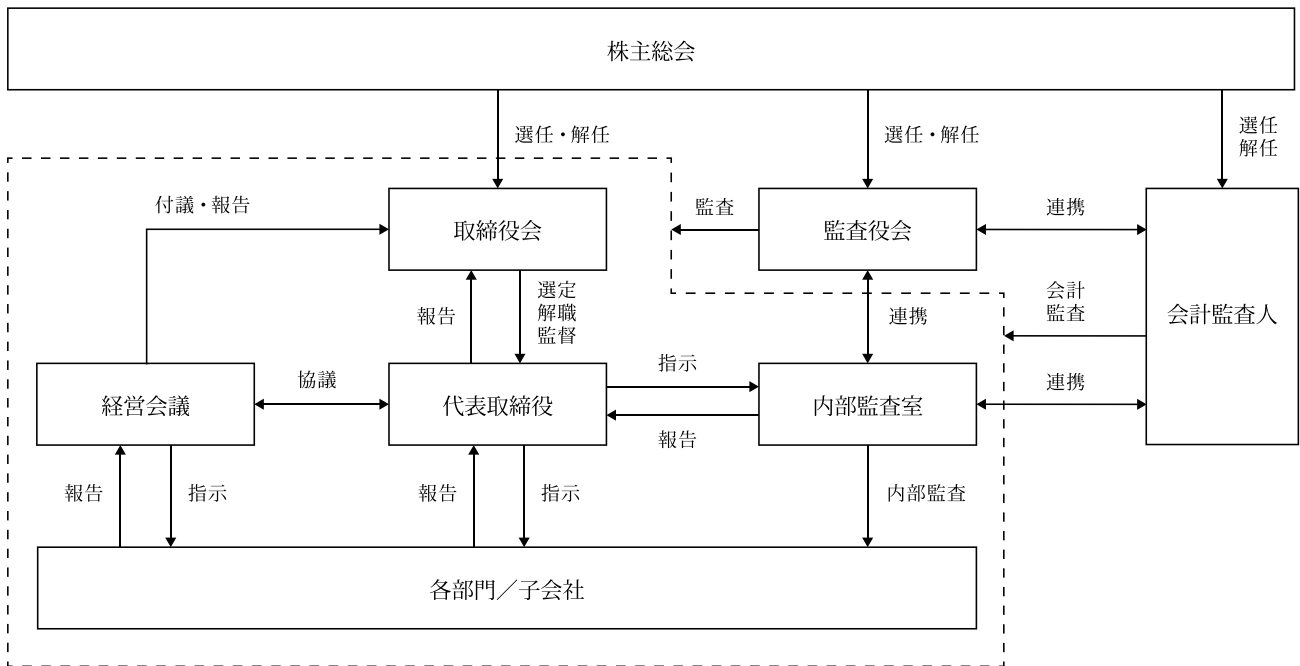 株主総会
選任・解任
選任・解任
選任
解任
付議・報告
取締役会
監査
監査役会
連携
会計監査人
報告
選定
解職
監督
連携
会計
監査
経営会議
協議
代表取締役
指示
報告
内部監査室
連携
報告
指示
報告
指示
内部監査
各部門／子会社